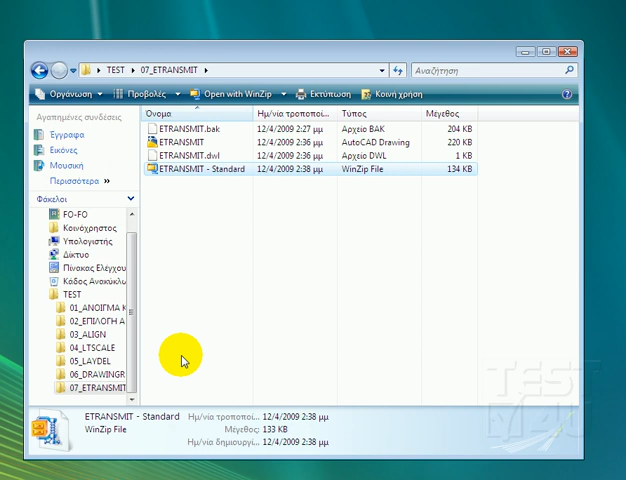 TEST 07_ETRANSMIT
Αναζήτηση
Οργάνωση Προβολές Open with WinZip Εκτύπωση Κοινή χρήση
Αγαπημένες συνδέσεις
Έγγραφα
Εικόνες
Μουσική
Περισσότερα »
Φάκελοι
FO-FO
Κοινόχρηστος
Υπολογιστής
Δίκτυο
Πίνακας Ελέγχου
Κάδος Ανακύκλω
TEST
01_ΑΝΟΙΓΜΑ Κ
02_ΕΠΙΛΟΓΗ Α
03_ALIGN
04_LTSCALE
05_LAYDEL
06_DRAWINGR
07_ETRANSMIT
Όνομα Ημ/νία τροποποί... Τύπος Μέγεθος
ETRANSMIT.bak 12/4/2009 2:27 μμ Αρχείο BAK 204 KB
ETRANSMIT 12/4/2009 2:36 μμ AutoCAD Drawing 220 KB
ETRANSMIT.dwl 12/4/2009 2:36 μμ Αρχείο DWL 1 KB
ETRANSMIT - Standard 12/4/2009 2:38 μμ WinZip File 134 KB
ETRANSMIT - Standard Ημ/νία τροποποί... 12/4/2009 2:38 μμ
WinZip File Μέγεθος: 133 KB
Ημ/νία δημιουργί... 12/4/2009 2:38 μμ
TEST
M4U